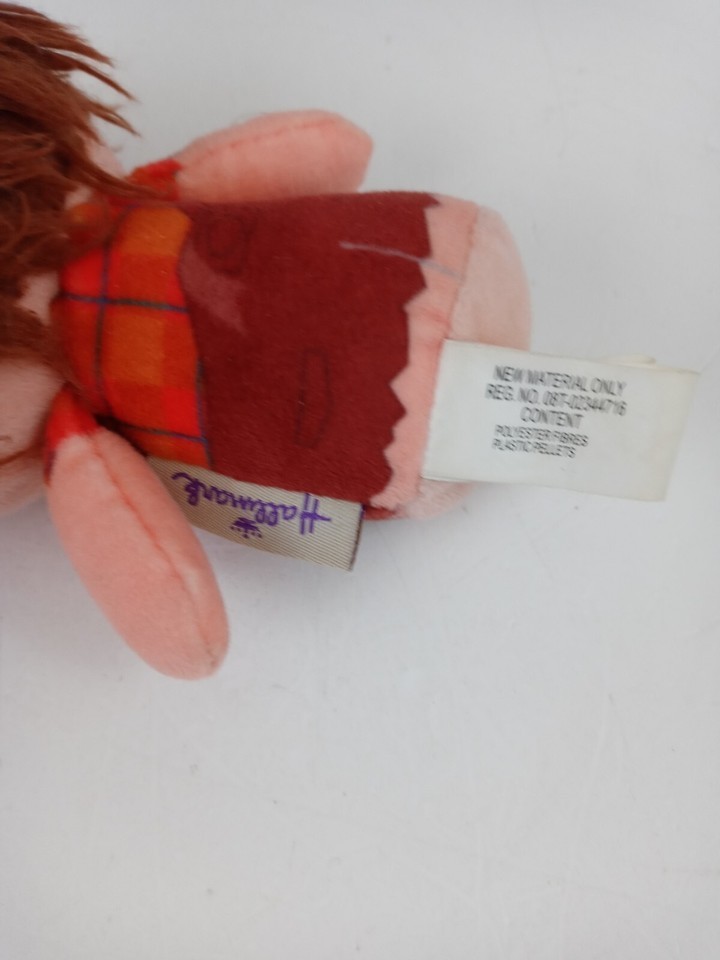 NEW MATERIAL ONLY
REG. NO. 08T-02344716
CONTENT
POLYESTER FIBRES
PLASTIC PELLETS
Hallmark